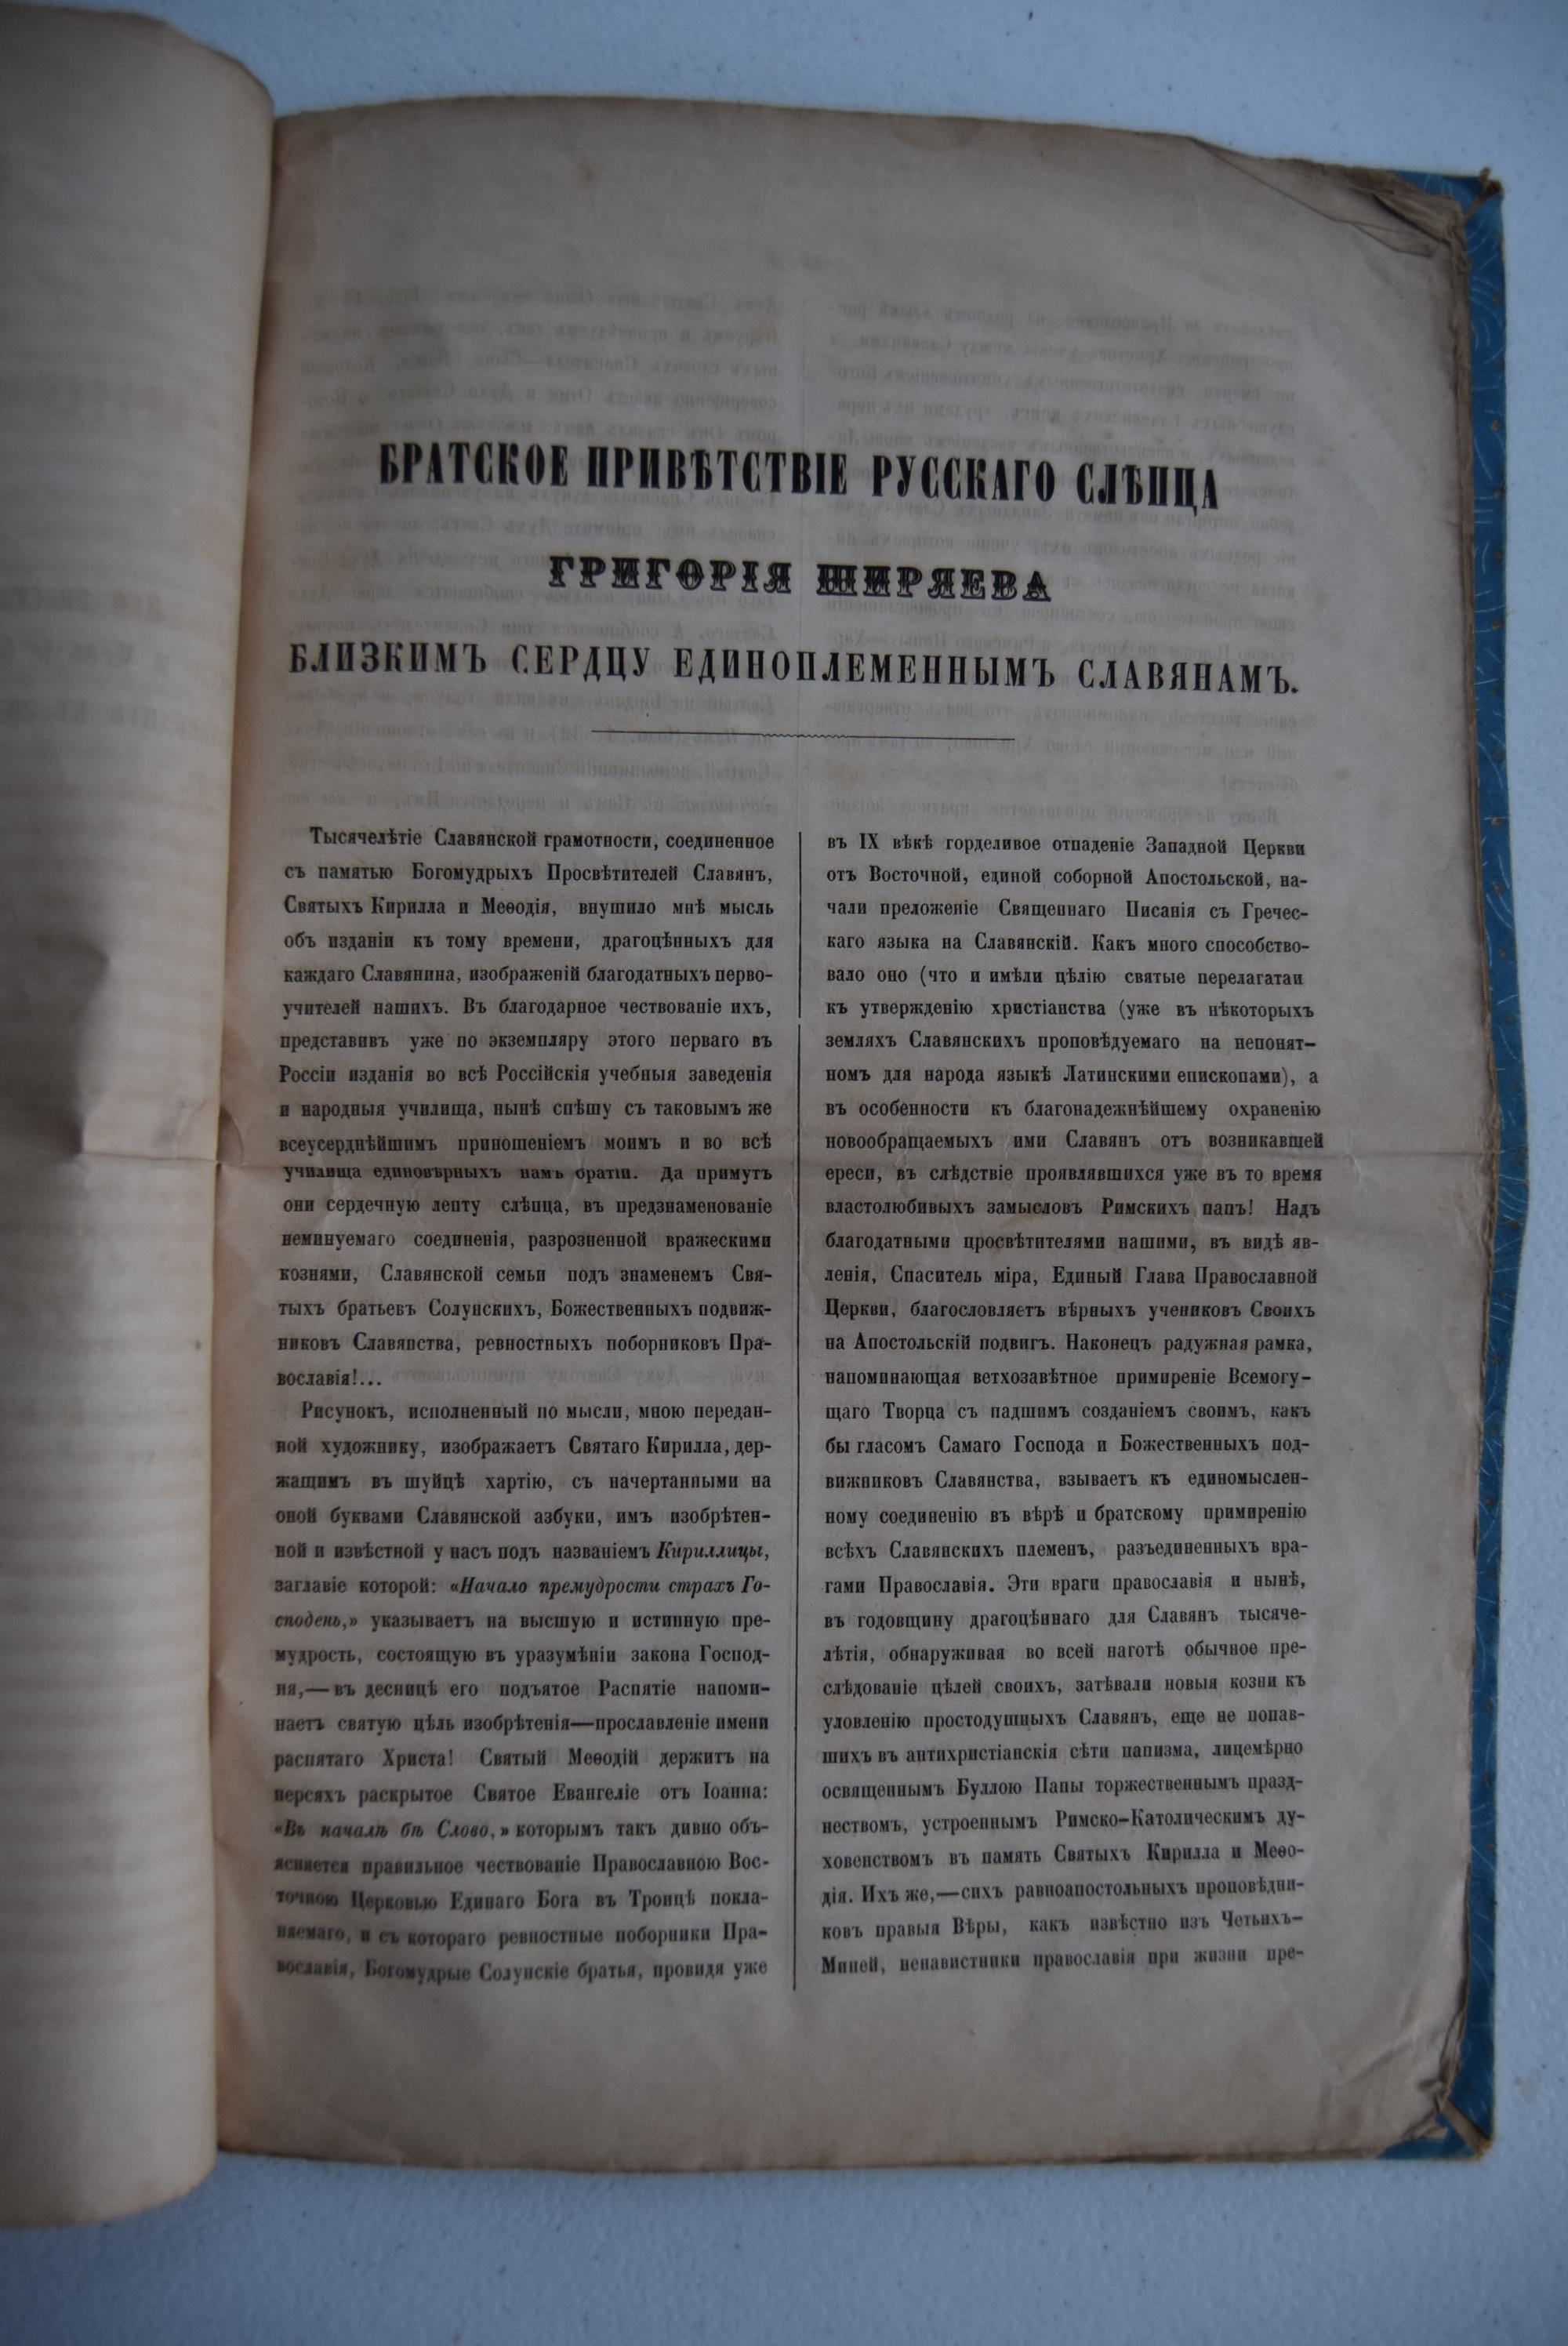 БРАТСКОЕ ПРИВѢТСТВІЕ РУССКАГО СЛѢПЦА
ГРИГОРІЯ ШИРЯЕВА
БЛИЗКИМЪ СЕРДЦУ ЕДИНОПЛЕМЕННЫМЪ СЛАВЯНАМЪ.
Тысячелѣтіе Славянской грамотности, соединенное
съ памятью Богомудрыхъ Просвѣтителей Славянъ,
Святыхъ Кирилла и Меѳодія, внушило мнѣ мысль
объ изданіи къ тому времени, драгоцѣнныхъ для
каждаго Славянина, изображеній благодатныхъ перво-
учителей нашихъ. Въ благодарное чествованіе ихъ,
представивъ уже по экземпляру этого перваго въ
Россіи изданія во всѣ Россійскія учебныя заведенія
и народныя училища, нынѣ спѣшу съ таковымъ же
всеусерднѣйшимъ приношеніемъ моимъ и во всѣ
училища единовѣрныхъ намъ братіи. Да примутъ
они сердечную лепту слѣпца, въ предзнаменованіе
неминуемаго соединенія, разрозненной вражескими
кознями, Славянской семьи подъ знаменемъ Свя-
тыхъ братьевъ Солунскихъ, Божественныхъ подвиж-
никовъ Славянства, ревностныхъ поборниковъ Пра-
вославія!...
Рисунокъ, исполненный по мысли, мною передан-
ной художнику, изображаетъ Святаго Кирилла, дер-
жащимъ въ шуйцѣ хартію, съ начертанными на
оной буквами Славянской азбуки, имъ изобрѣтен-
ной и извѣстной у насъ подъ названіемъ Кириллицы,
заглавіе которой: «Начало премудрости страхъ Го-
сподень,» указываетъ на высшую и истинную пре-
мудрость, состоящую въ уразумѣніи закона Господ-
ня,—въ десницѣ его подъятое Распятіе напоми-
наетъ святую цѣль изобрѣтенія—прославленіе имени
распятаго Христа! Святый Меѳодій держитъ на
персяхъ раскрытое Святое Евангеліе отъ Іоанна:
«Въ началѣ бѣ Слово,» которымъ такъ дивно объ-
ясняется правильное чествованіе Православною Вос-
точною Церковью Единаго Бога въ Троицѣ покла-
няемаго, и съ котораго ревностные поборники Пра-
вославія, Богомудрые Солунскіе братья, провидя уже
въ IX вѣкѣ горделивое отпаденіе Западной Церкви
отъ Восточной, единой соборной Апостольской, на-
чали преложеніе Священнаго Писанія съ Гречес-
каго языка на Славянскій. Какъ много способство-
вало оно (что и имѣли цѣлію святые перелагатаи
къ утвержденію христіанства (уже въ нѣкоторыхъ
земляхъ Славянскихъ проповѣдуемаго на непонят-
номъ для народа языкѣ Латинскими епископами), а
въ особенности къ благонадежнѣйшему охраненію
новообращаемыхъ ими Славянъ отъ возникавшей
ереси, въ слѣдствіе проявлявшихся уже въ то время
властолюбивыхъ замысловъ Римскихъ папъ! Надъ
благодатными просвѣтителями нашими, въ видѣ яв-
ленія, Спаситель міра, Единый Глава Православной
Церкви, благословляетъ вѣрныхъ учениковъ Своихъ
на Апостольскій подвигъ. Наконецъ радужная рамка,
напоминающая ветхозавѣтное примиреніе Всемогу-
щаго Творца съ падшимъ созданіемъ своимъ, какъ
бы гласомъ Самаго Господа и Божественныхъ под-
вижниковъ Славянства, взываетъ къ единомыслен-
ному соединенію въ вѣрѣ и братскому примиренію
всѣхъ Славянскихъ племенъ, разъединенныхъ вра-
гами Православія. Эти враги православія и нынѣ,
въ годовщину драгоцѣннаго для Славянъ тысяче-
лѣтія, обнаруживая во всей наготѣ обычное пре-
слѣдованіе цѣлей своихъ, затѣвали новыя козни къ
уловленію простодушныхъ Славянъ, еще не попав-
шихъ въ антихристіанскія сѣти папизма, лицемѣрно
освященнымъ Буллою Папы торжественнымъ празд-
нествомъ, устроеннымъ Римско-Католическимъ ду-
ховенствомъ въ память Святыхъ Кирилла и Меѳо-
дія. Ихъ же,—сихъ равноапостольныхъ проповѣдни-
ковъ правыя Вѣры, какъ извѣстно изъ Четьихъ-
Миней, ненавистники православія при жизни пре-